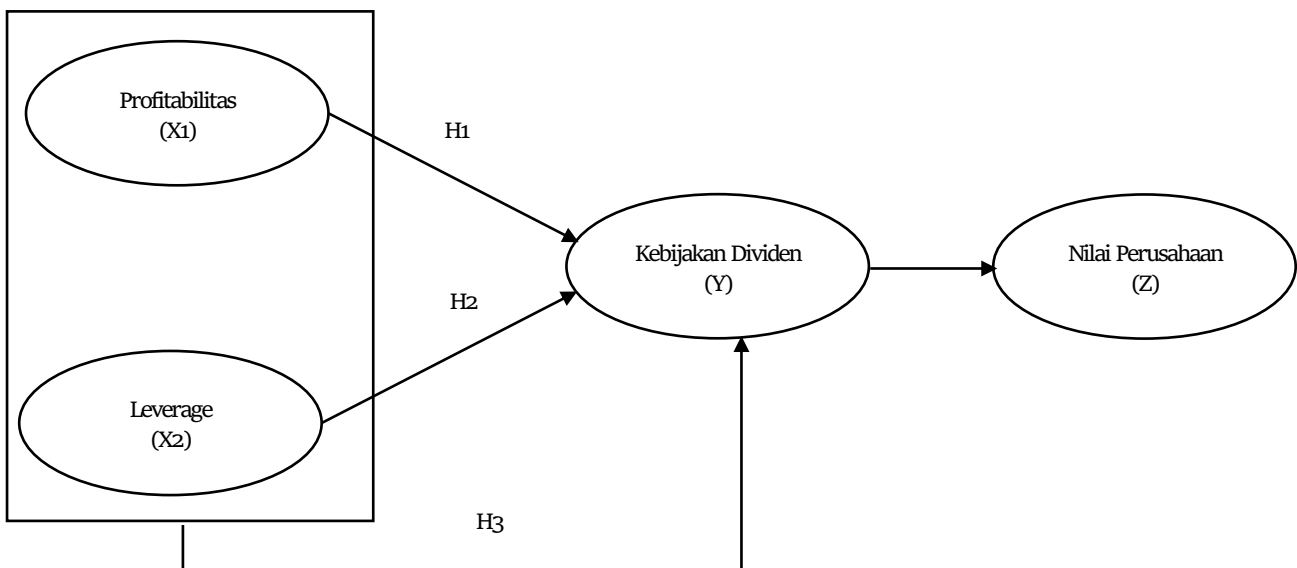 Profitabilitas
(X1)
H1
Kebijakan Dividen
(Y)
Nilai Perusahaan
(Z)
H2
Leverage
(X2)
H3